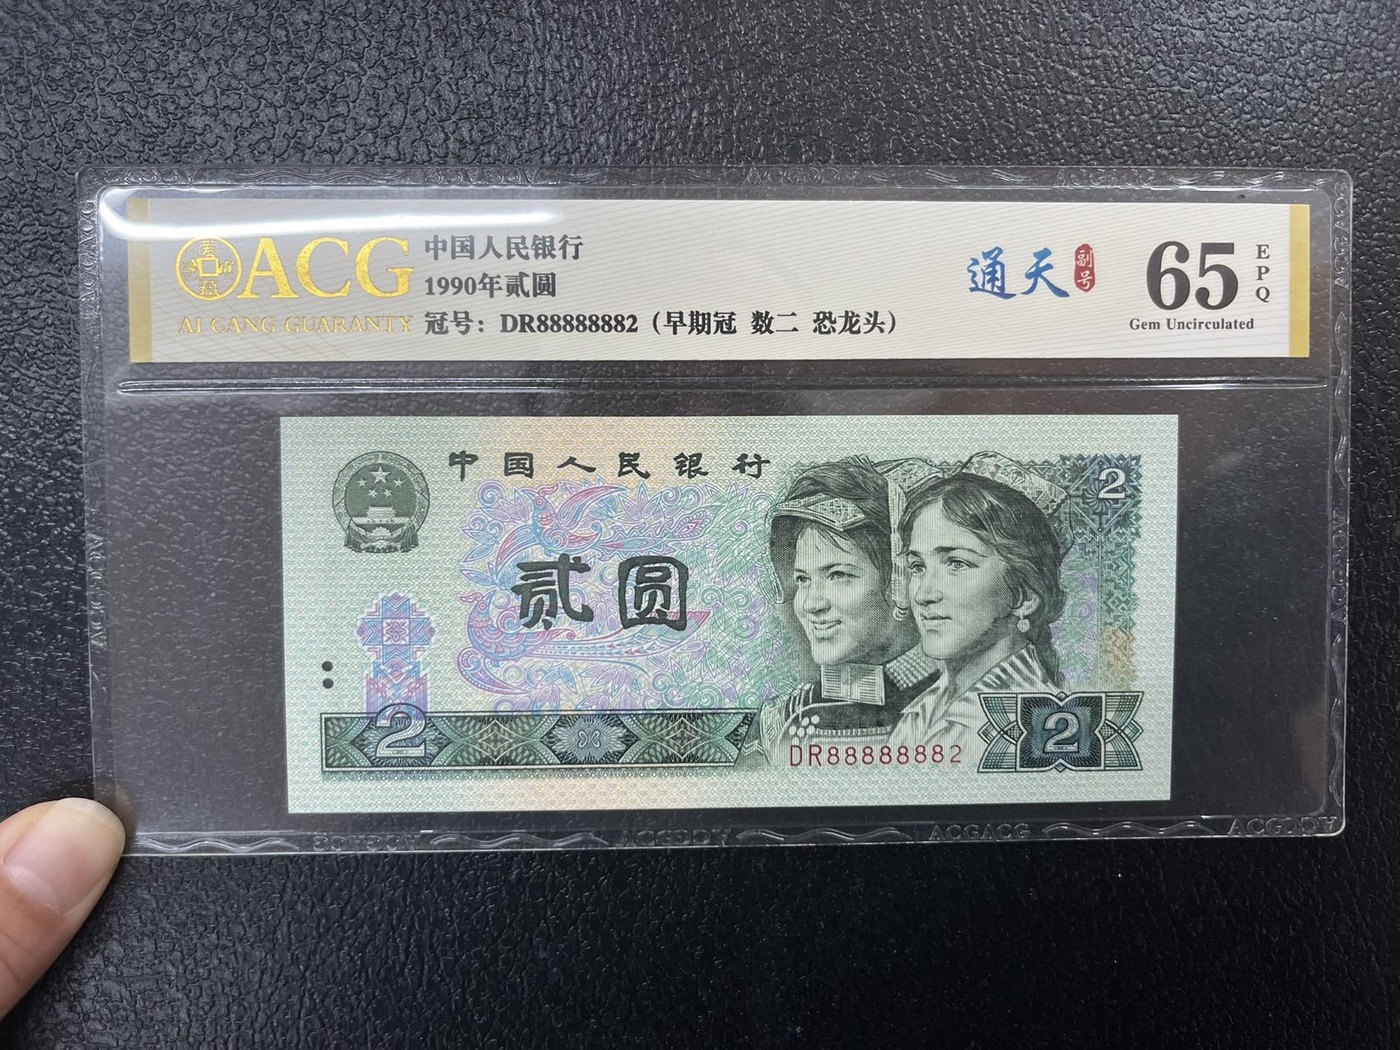 ACG
AI CANG GUARANTY
中国人民银行
1990年贰圆
冠号：DR88888882（早期冠 数二 恐龙头）
通天
副号
65
EPQ
Gem Uncirculated
中国人民银行
2
贰圆
2
2
DR88888882
ACGACG